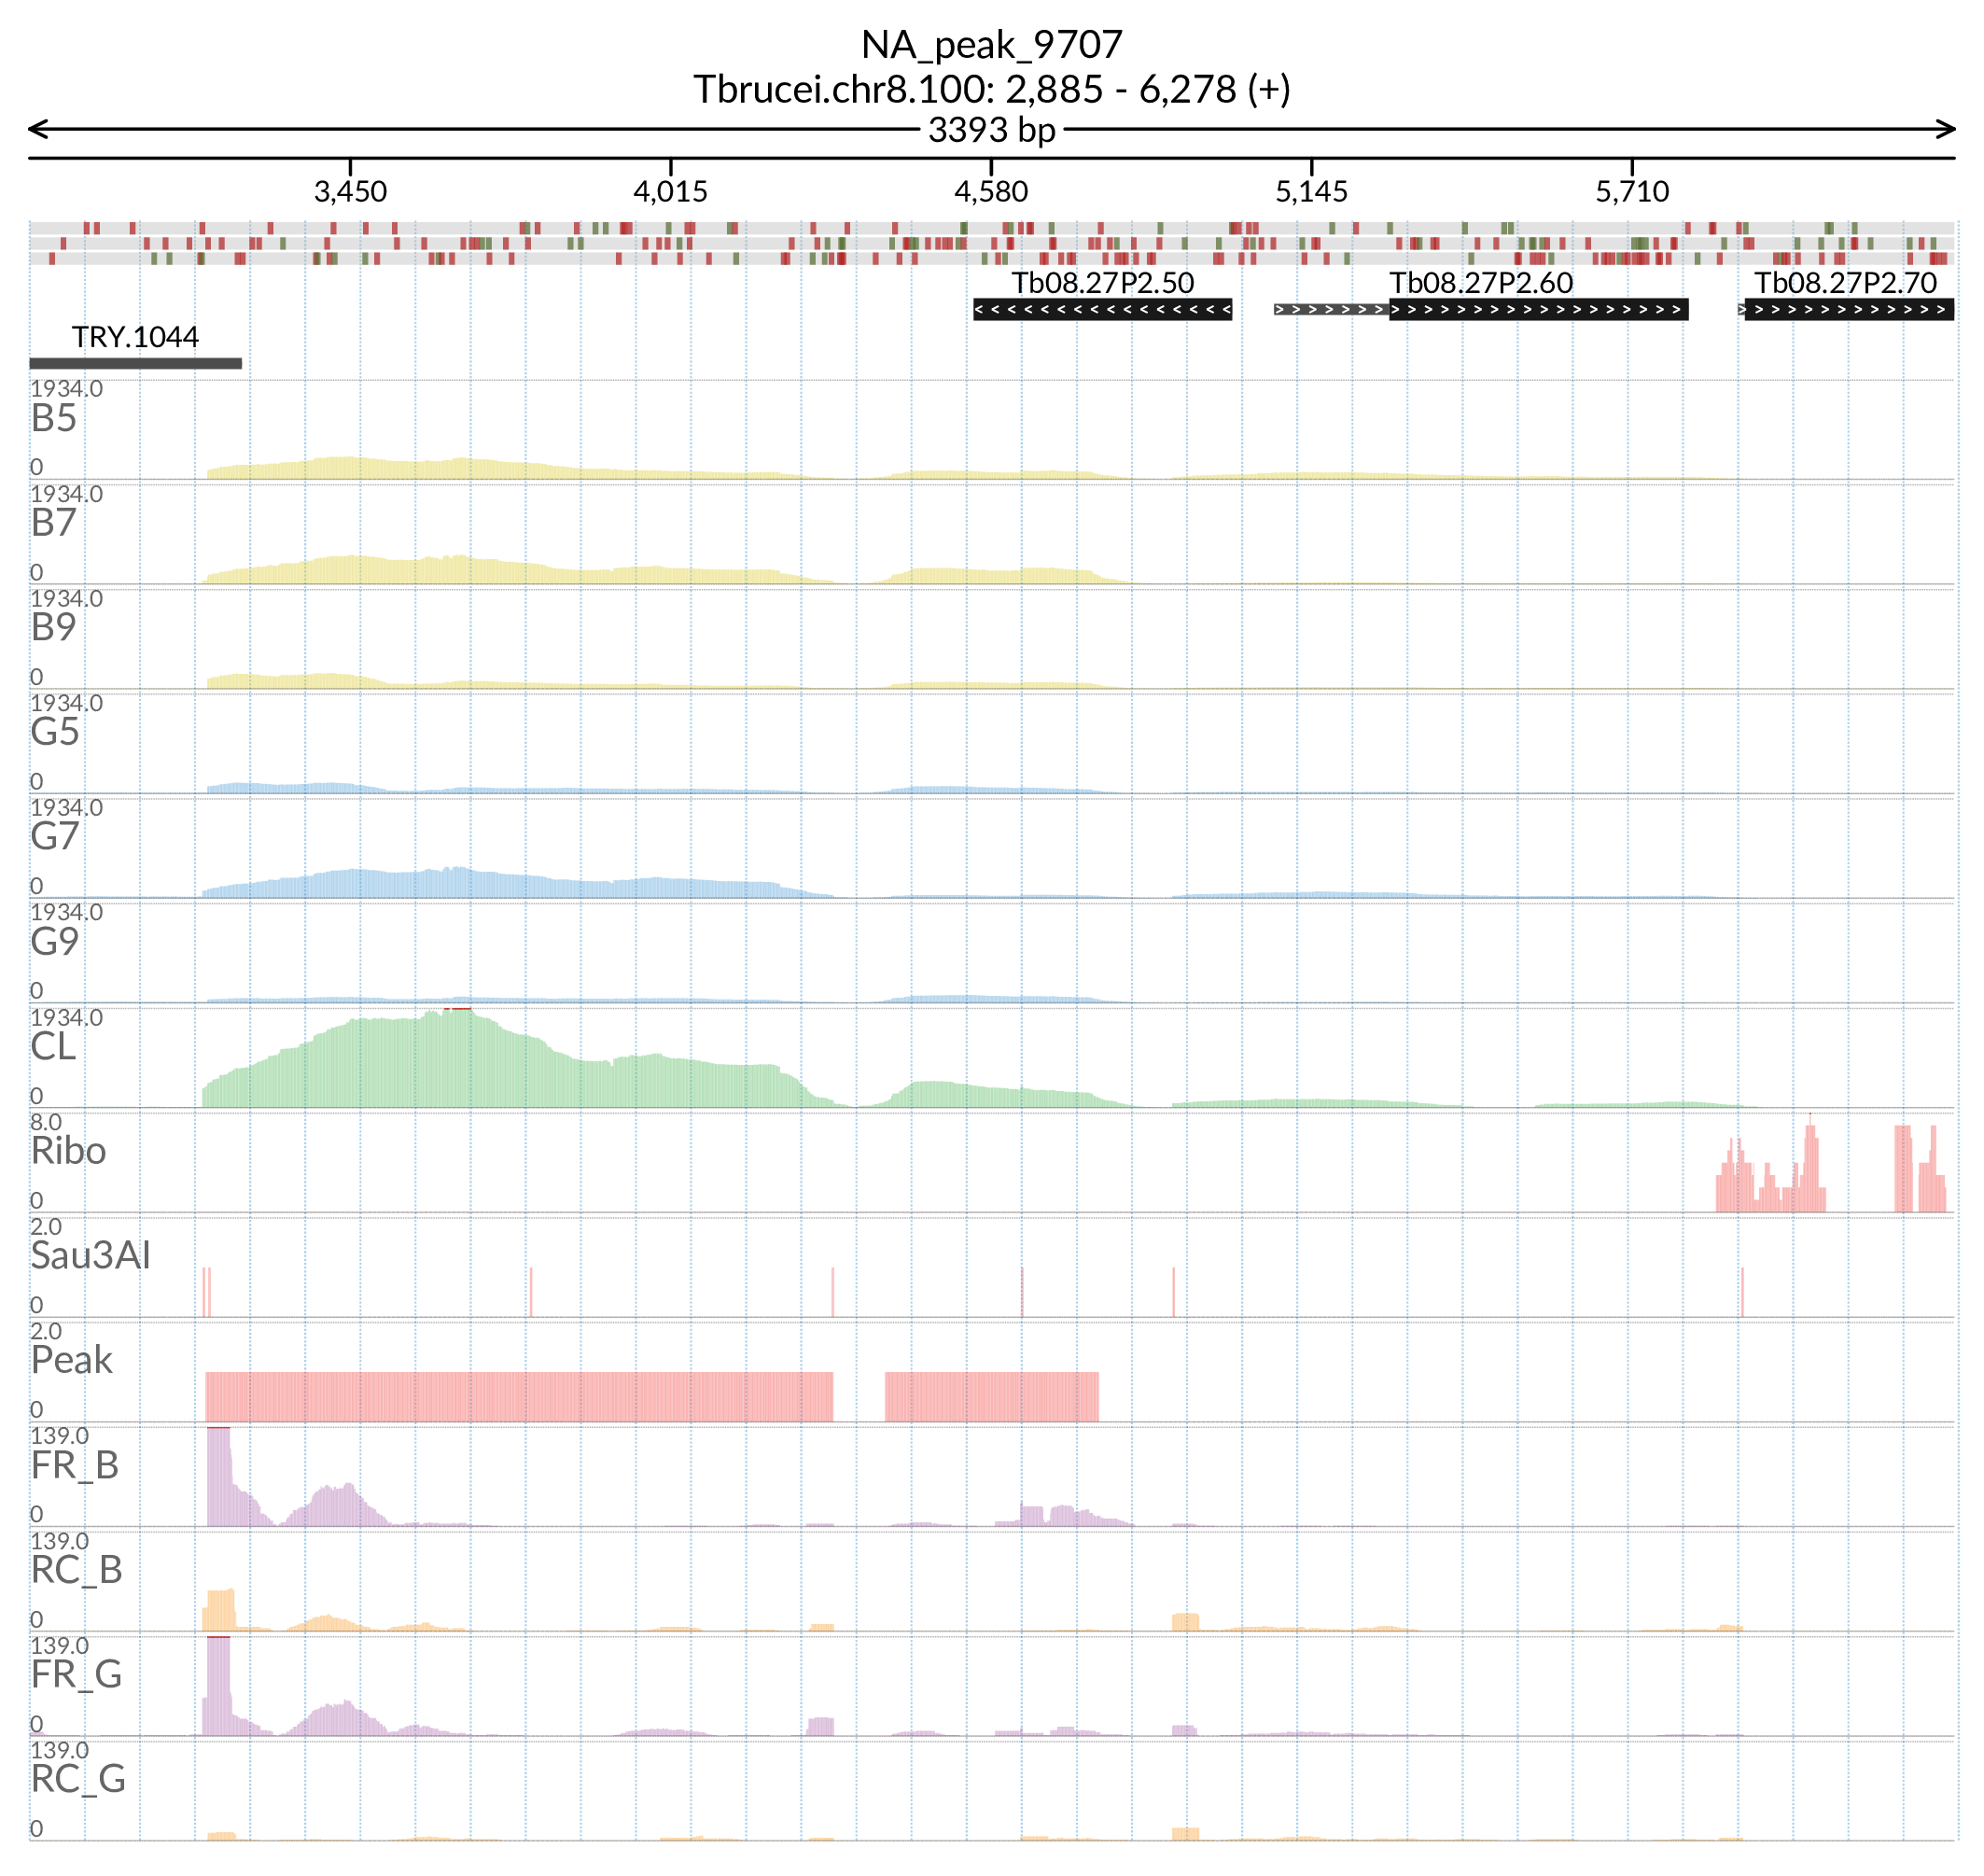 NA_peak_9707
Tbrucei.chr8.100: 2,885 - 6,278 (+)
3393 bp
3,450 4,015 4,580 5,145 5,710
Tb08.27P2.50 Tb08.27P2.60 Tb08.27P2.70
TRY.1044
1934.0
B5
0
1934.0
B7
0
1934.0
B9
0
1934.0
G5
0
1934.0
G7
0
1934.0
G9
0
1934.0
CL
0
8.0
Ribo
0
2.0
Sau3AI
0
2.0
Peak
0
139.0
FR_B
0
139.0
RC_B
0
139.0
FR_G
0
139.0
RC_G
0